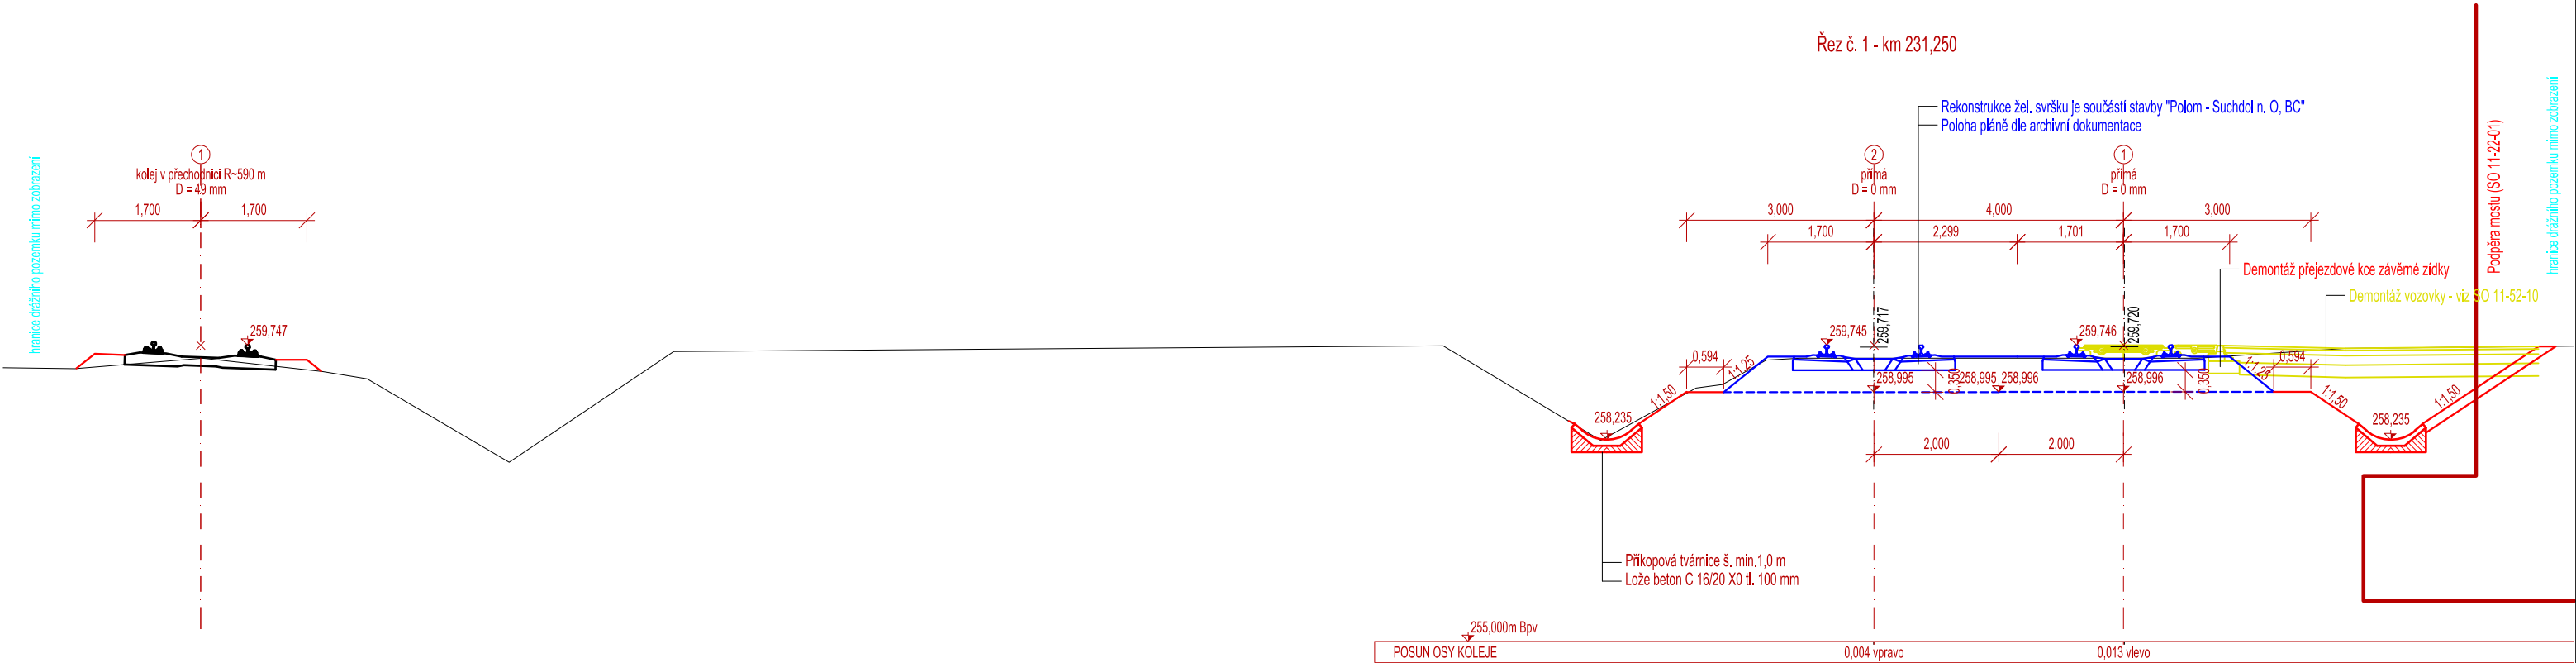 Řez č. 1 - km 231,250
Rekonstrukce žel. svršku je součástí stavby "Polom - Suchdol n. O, BC"
Poloha pláně dle archivní dokumentace
hranice drážního pozemku mimo zobrazení
1
kolej v přechodnici R~590 m
D = 49 mm
1,700
1,700
259,747
2
přímá
D = 0 mm
1
přímá
D = 0 mm
3,000
4,000
3,000
1,700
2,299
1,701
1,700
Podpěra mostu (SO 11-22-01)
hranice drážního pozemku mimo zobrazení
Demontáž přejezdové kce závěrné zídky
Demontáž vozovky - viz SO 11-52-10
259,745
259,717
259,746
259,720
0,594
1:1,25
258,995
0,350
258,995
258,996
258,996
0,350
1:1,25
0,594
1:1,50
1:1,50
1:1,50
258,235
258,235
2,000
2,000
Příkopová tvárnice š. min.1,0 m
Lože beton C 16/20 X0 tl. 100 mm
255,000m Bpv
POSUN OSY KOLEJE
0,004 vpravo
0,013 vlevo